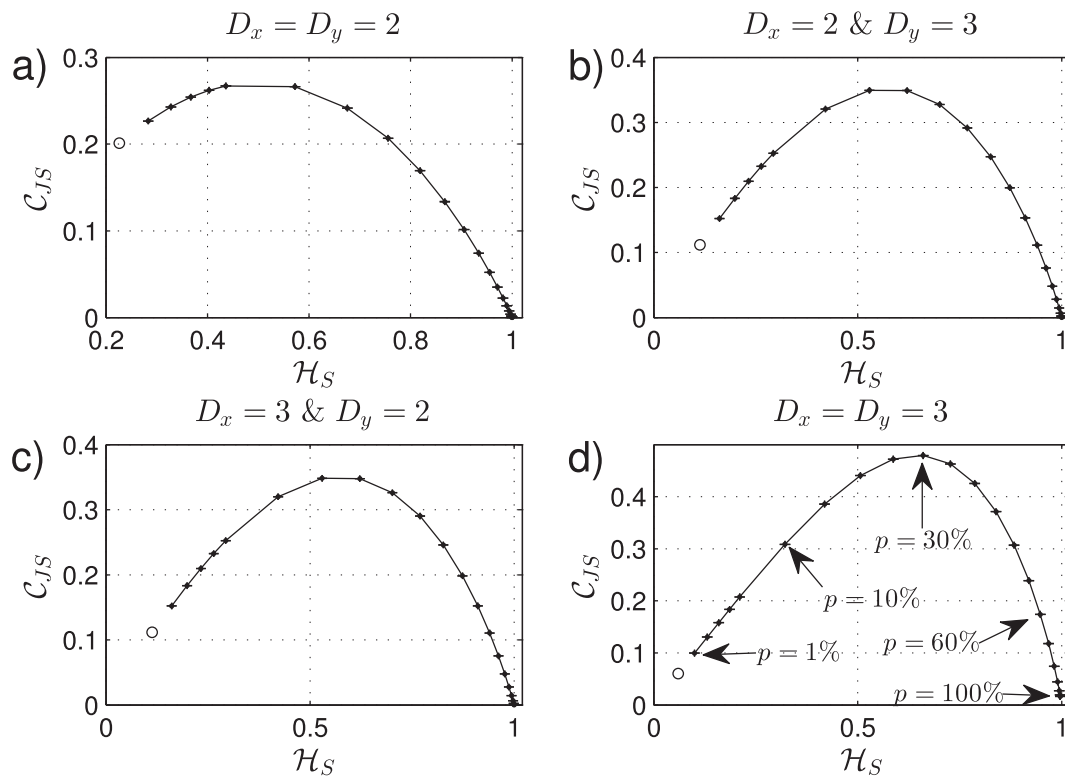 D_x = D_y = 2
a)
0.3
0.2
0.1
0
C_JS
0.2
0.4
0.6
0.8
1
H_S
D_x = 2 & D_y = 3
b)
0.4
0.3
0.2
0.1
0
C_JS
0
0.5
1
H_S
D_x = 3 & D_y = 2
c)
0.4
0.3
0.2
0.1
0
C_JS
0
0.5
1
H_S
D_x = D_y = 3
d)
0.4
0.3
0.2
0.1
0
C_JS
p = 30%
p = 10%
p = 60%
p = 1%
p = 100%
0
0.5
1
H_S